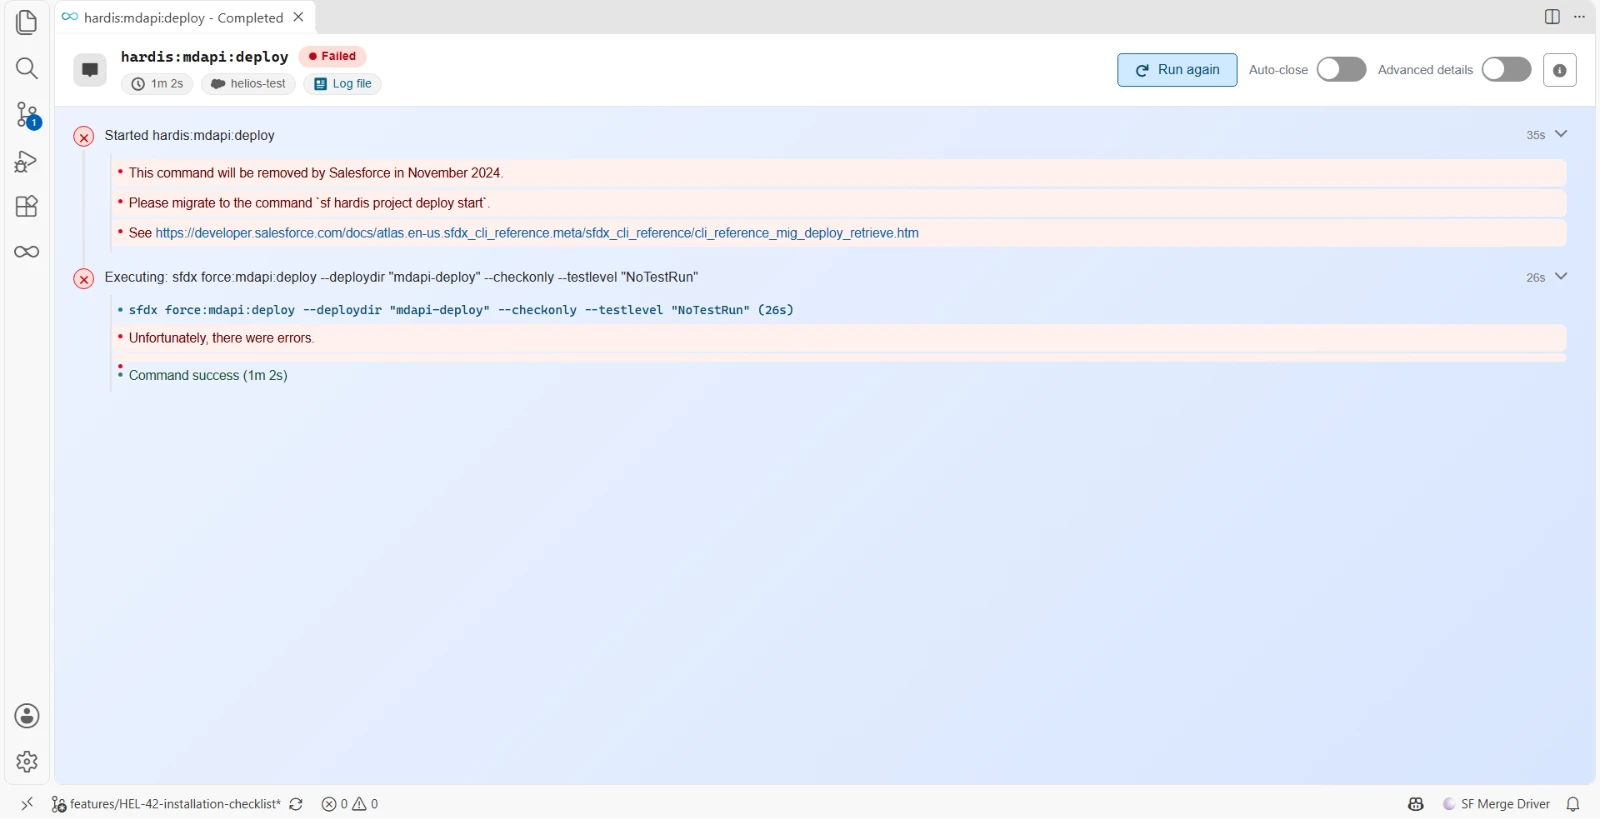 hardis:mdapi:deploy - Completed
hardis:mdapi:deploy Failed
1m 2s helios-test Log file
Run again Auto-close Advanced details
1
Started hardis:mdapi:deploy 35s
This command will be removed by Salesforce in November 2024.
Please migrate to the command `sf hardis project deploy start`.
See https://developer.salesforce.com/docs/atlas.en-us.sfdx_cli_reference.meta/sfdx_cli_reference/cli_reference_mig_deploy_retrieve.htm
Executing: sfdx force:mdapi:deploy --deploydir "mdapi-deploy" --checkonly --testlevel "NoTestRun" 26s
sfdx force:mdapi:deploy --deploydir "mdapi-deploy" --checkonly --testlevel "NoTestRun" (26s)
Unfortunately, there were errors.
Command success (1m 2s)
features/HEL-42-installation-checklist* 0 0 SF Merge Driver